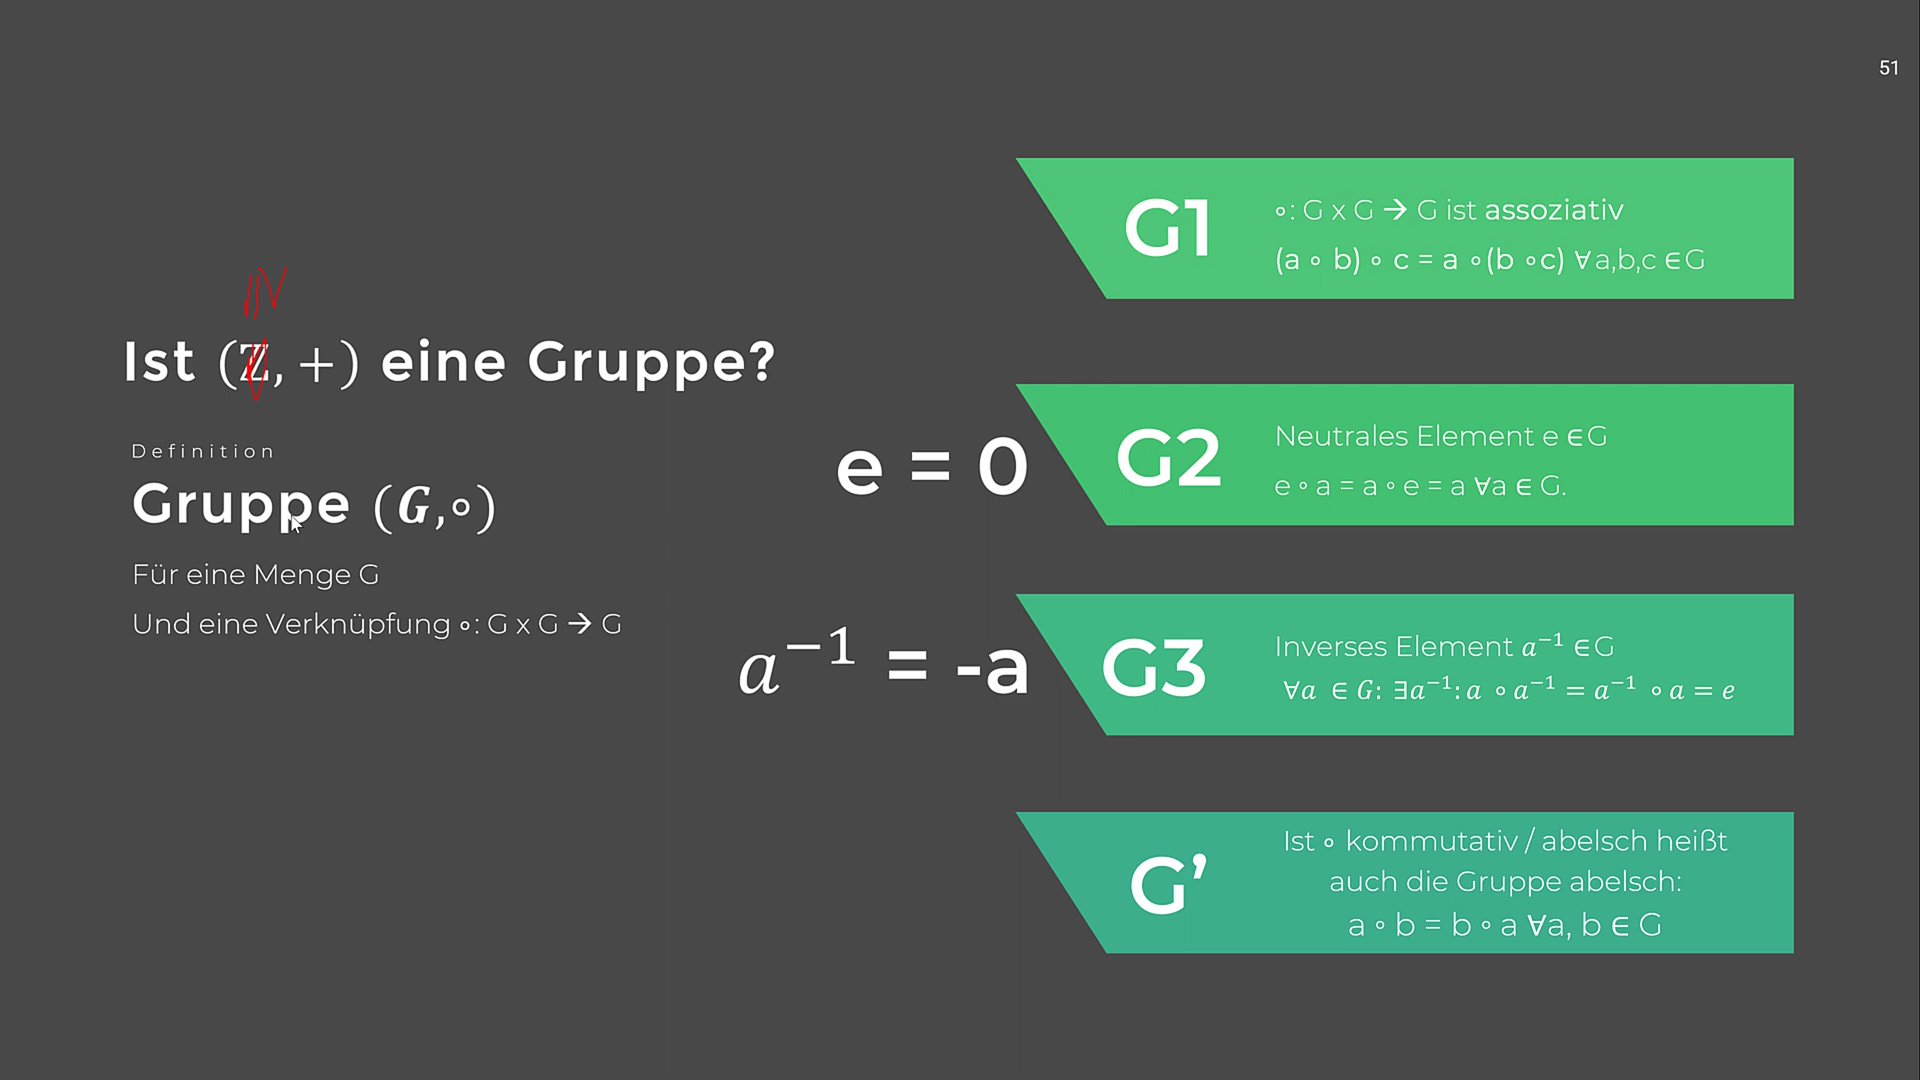 51
ℕ
Ist (ℤ, +) eine Gruppe?
Definition
Gruppe (G,∘)
Für eine Menge G
Und eine Verknüpfung ∘: G x G → G
G1
∘: G x G → G ist assoziativ
(a ∘ b) ∘ c = a ∘(b ∘c) ∀a,b,c ∈G
e = 0
G2
Neutrales Element e ∈G
e ∘ a = a ∘ e = a ∀a ∈ G.
a⁻¹ = -a
G3
Inverses Element a⁻¹ ∈G
∀a ∈ G: ∃a⁻¹: a ∘ a⁻¹ = a⁻¹ ∘ a = e
G’
Ist ∘ kommutativ / abelsch heißt
auch die Gruppe abelsch:
a ∘ b = b ∘ a ∀a, b ∈ G